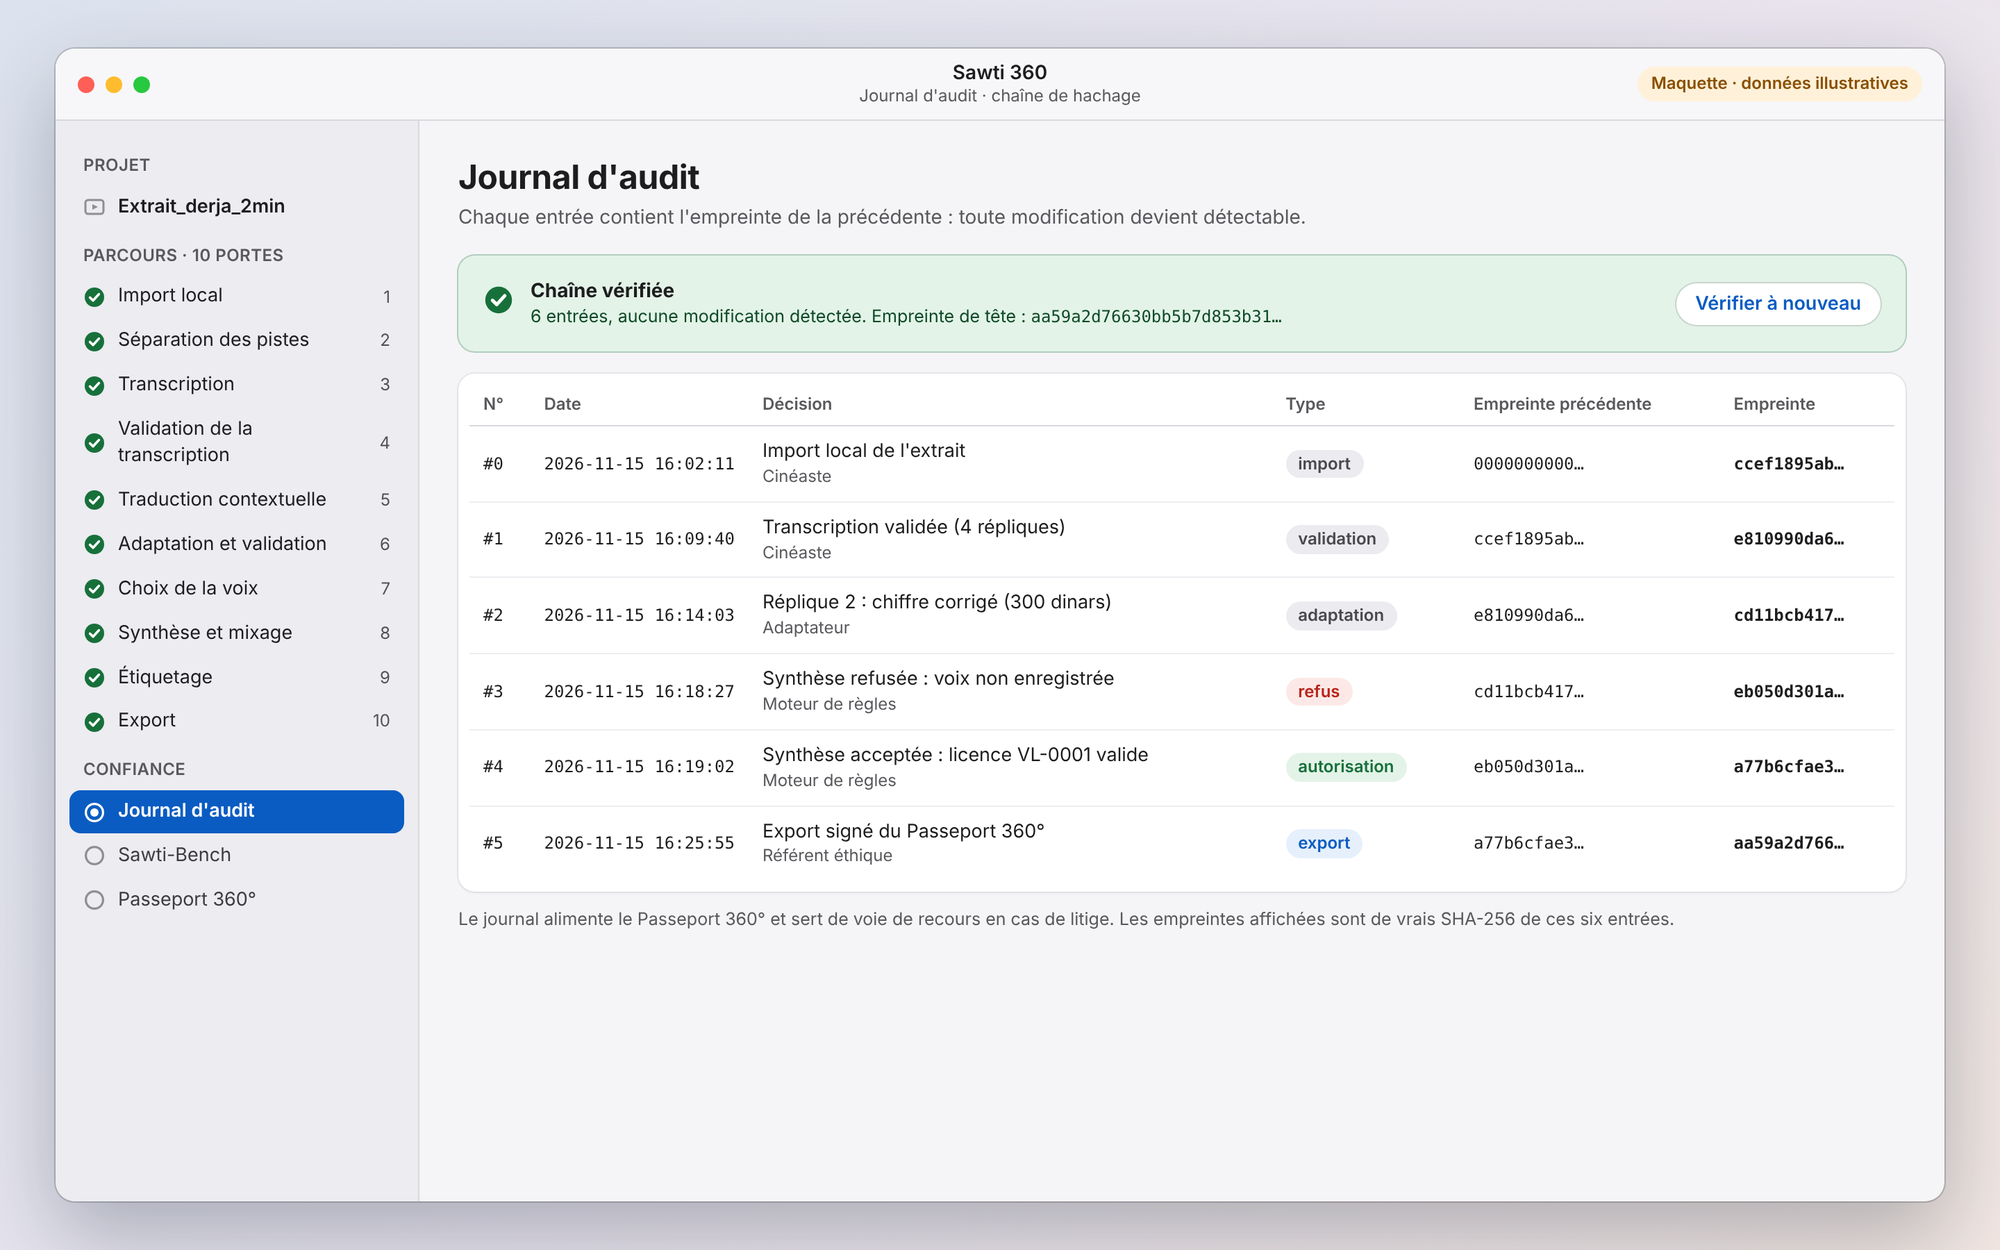 Sawti 360
Journal d'audit · chaîne de hachage
Maquette · données illustratives
PROJET
Extrait_derja_2min
PARCOURS · 10 PORTES
Import local 1
Séparation des pistes 2
Transcription 3
Validation de la
transcription 4
Traduction contextuelle 5
Adaptation et validation 6
Choix de la voix 7
Synthèse et mixage 8
Étiquetage 9
Export 10
CONFIANCE
Journal d'audit
Sawti-Bench
Passeport 360°
Journal d'audit
Chaque entrée contient l'empreinte de la précédente : toute modification devient détectable.
Chaîne vérifiée
6 entrées, aucune modification détectée. Empreinte de tête : aa59a2d76630bb5b7d853b31…
Vérifier à nouveau
N° Date Décision Type Empreinte précédente Empreinte
#0 2026-11-15 16:02:11 Import local de l'extrait import 0000000000… ccef1895ab…
Cinéaste
#1 2026-11-15 16:09:40 Transcription validée (4 répliques) validation ccef1895ab… e810990da6…
Cinéaste
#2 2026-11-15 16:14:03 Réplique 2 : chiffre corrigé (300 dinars) adaptation e810990da6… cd11bcb417…
Adaptateur
#3 2026-11-15 16:18:27 Synthèse refusée : voix non enregistrée refus cd11bcb417… eb050d301a…
Moteur de règles
#4 2026-11-15 16:19:02 Synthèse acceptée : licence VL-0001 valide autorisation eb050d301a… a77b6cfae3…
Moteur de règles
#5 2026-11-15 16:25:55 Export signé du Passeport 360° export a77b6cfae3… aa59a2d766…
Référent éthique
Le journal alimente le Passeport 360° et sert de voie de recours en cas de litige. Les empreintes affichées sont de vrais SHA-256 de ces six entrées.